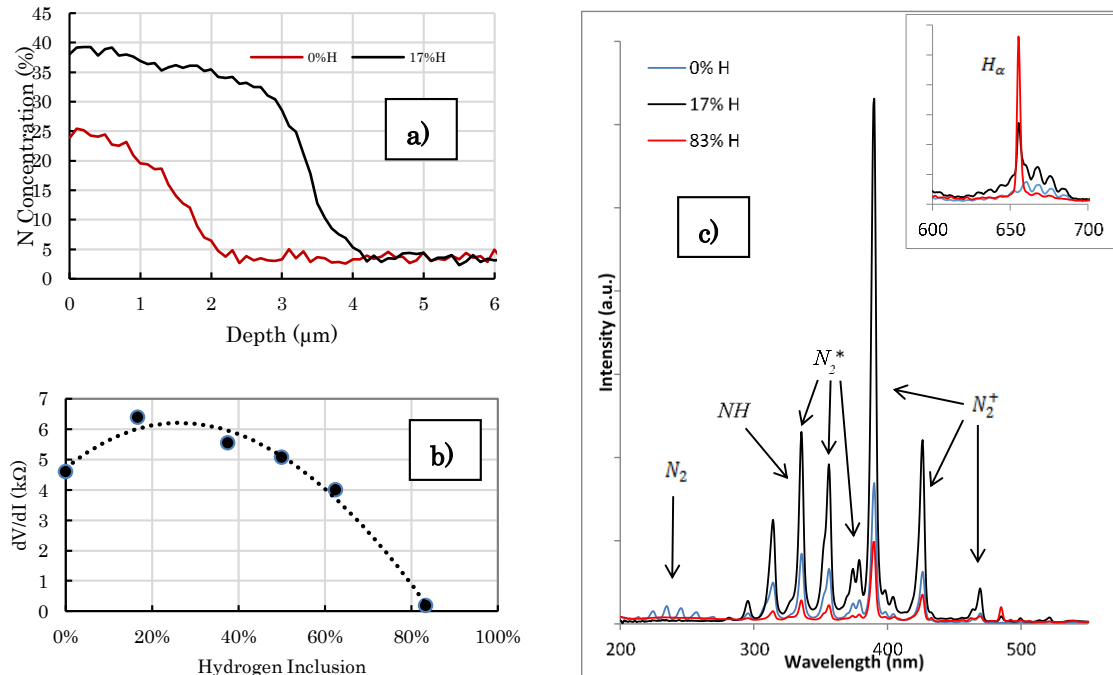 45
40
35
30
25
20
15
10
5
0
N Concentration (%)
0%H
17%H
a)
0
1
2
3
4
5
6
Depth (µm)
7
6
5
4
3
2
1
0
dV/dI (kΩ)
b)
0%
20%
40%
60%
80%
100%
Hydrogen Inclusion
0% H
17% H
83% H
c)
Intensity (a.u.)
N₂
NH
N₂*
N₂⁺
200
300
400
500
Wavelength (nm)
Hα
600
650
700